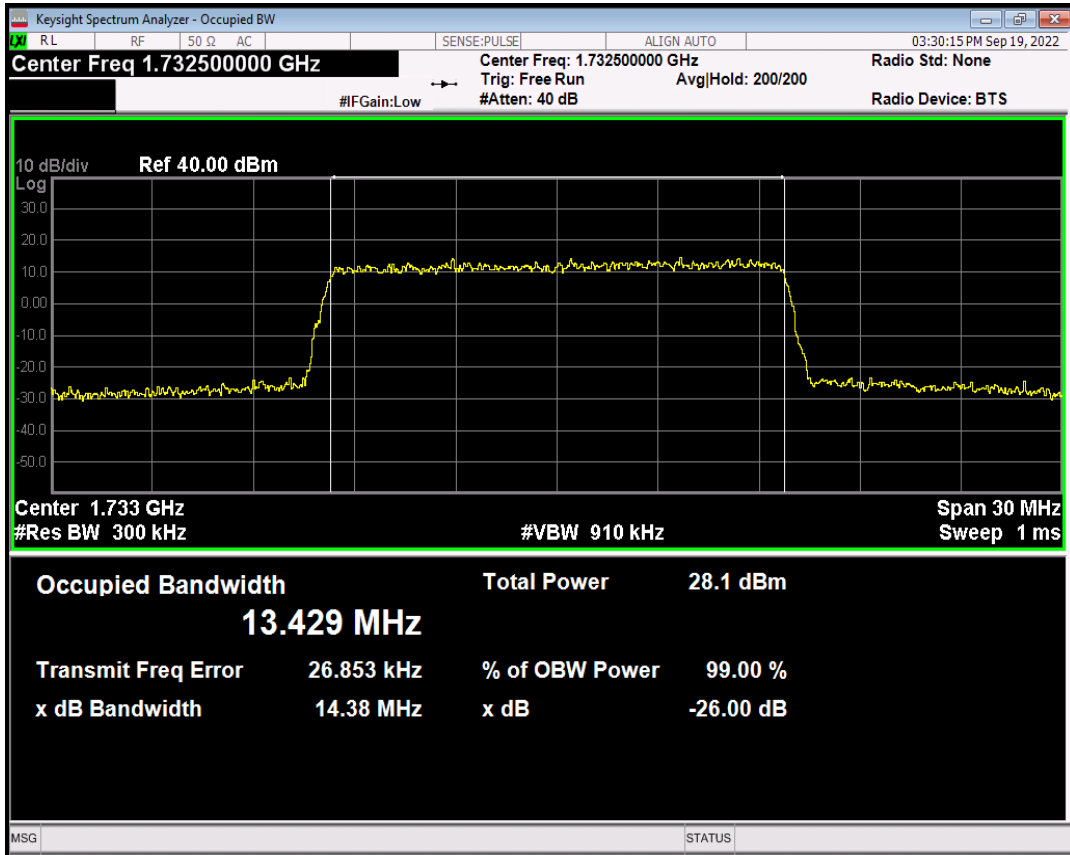 Keysight Spectrum Analyzer - Occupied BW
LXI RL RF 50 Ω AC SENSE:PULSE ALIGN AUTO 03:30:15 PM Sep 19, 2022
Center Freq 1.732500000 GHz Center Freq: 1.732500000 GHz Radio Std: None
Trig: Free Run Avg|Hold: 200/200
#IFGain:Low #Atten: 40 dB Radio Device: BTS
10 dB/div Ref 40.00 dBm
Log
30.0
20.0
10.0
0.00
-10.0
-20.0
-30.0
-40.0
-50.0
Center 1.733 GHz Span 30 MHz
#Res BW 300 kHz #VBW 910 kHz Sweep 1 ms
Occupied Bandwidth Total Power 28.1 dBm
13.429 MHz
Transmit Freq Error 26.853 kHz % of OBW Power 99.00 %
x dB Bandwidth 14.38 MHz x dB -26.00 dB
MSG STATUS